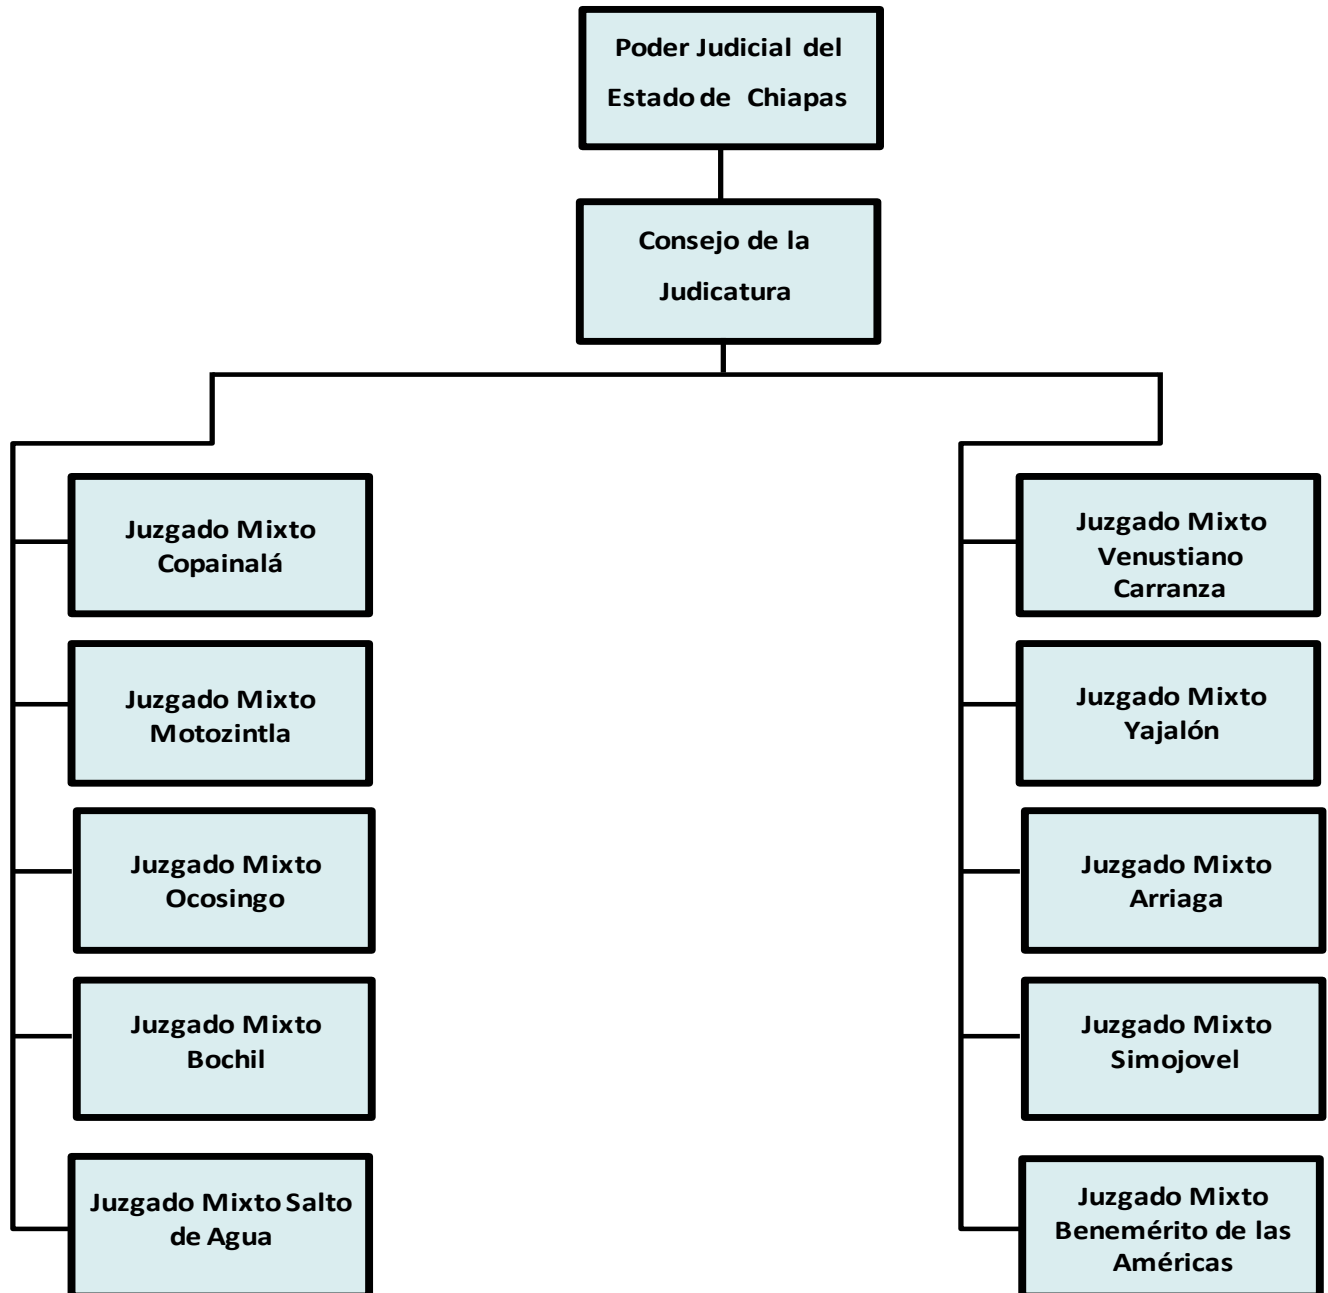 Poder Judicial del
Estado de Chiapas
Consejo de la
Judicatura
Juzgado Mixto
Copainalá
Juzgado Mixto
Motozintla
Juzgado Mixto
Ocosingo
Juzgado Mixto
Bochil
Juzgado Mixto Salto
de Agua
Juzgado Mixto
Venustiano
Carranza
Juzgado Mixto
Yajalón
Juzgado Mixto
Arriaga
Juzgado Mixto
Simojovel
Juzgado Mixto
Benemérito de las
Américas